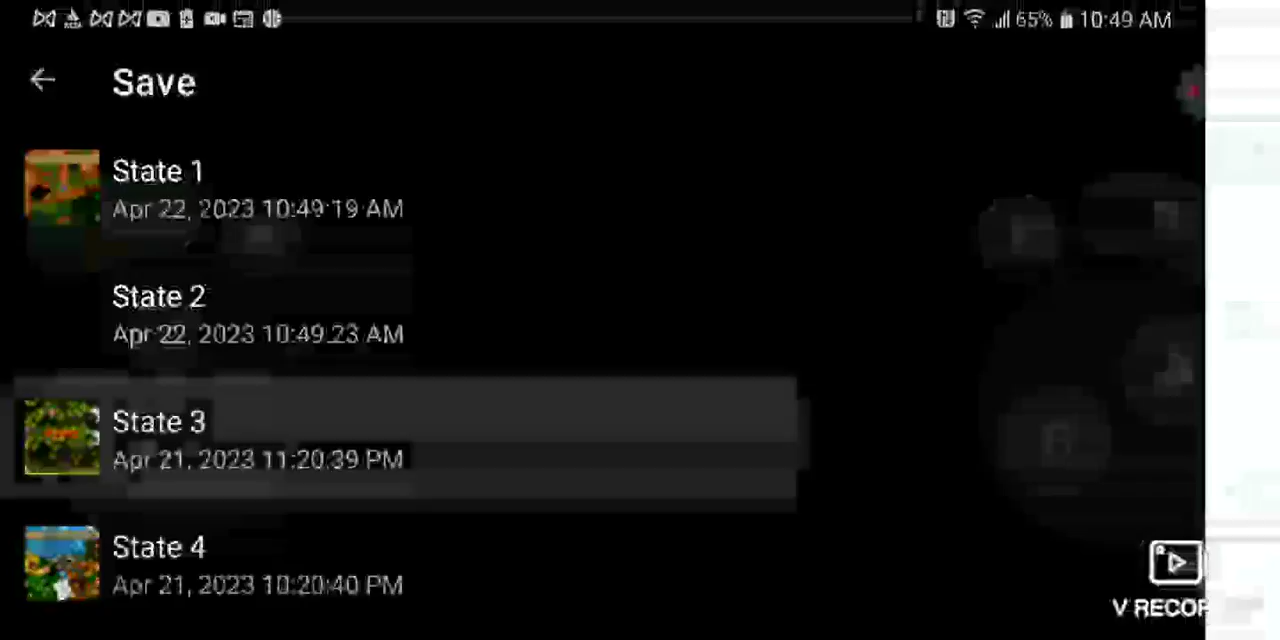 65% 10:49 AM
Save
State 1
Apr 22, 2023 10:49:19 AM
State 2
Apr 22, 2023 10:49:23 AM
State 3
Apr 21, 2023 11:20:39 PM
State 4
Apr 21, 2023 10:20:40 PM
V RECOR